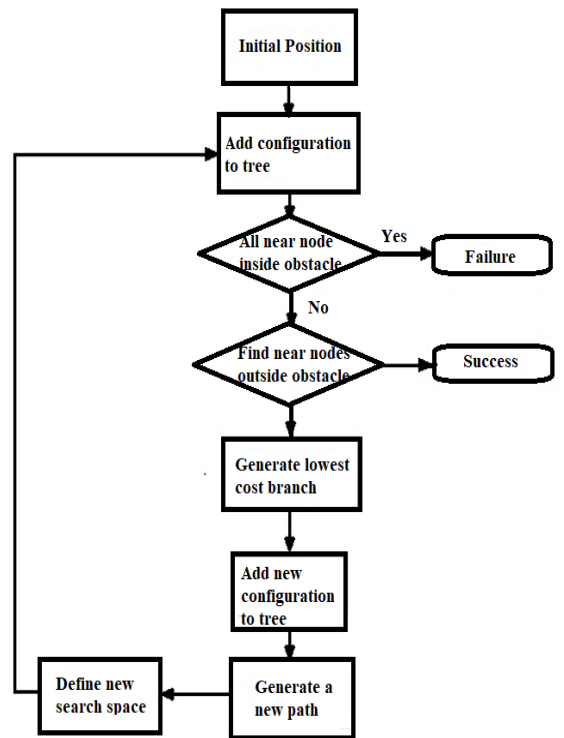 Initial Position
Add configuration
to tree
All near node
inside obstacle
Yes
Failure
No
Find near nodes
outside obstacle
Success
Generate lowest
cost branch
Add new
configuration
to tree
Generate a
new path
Define new
search space